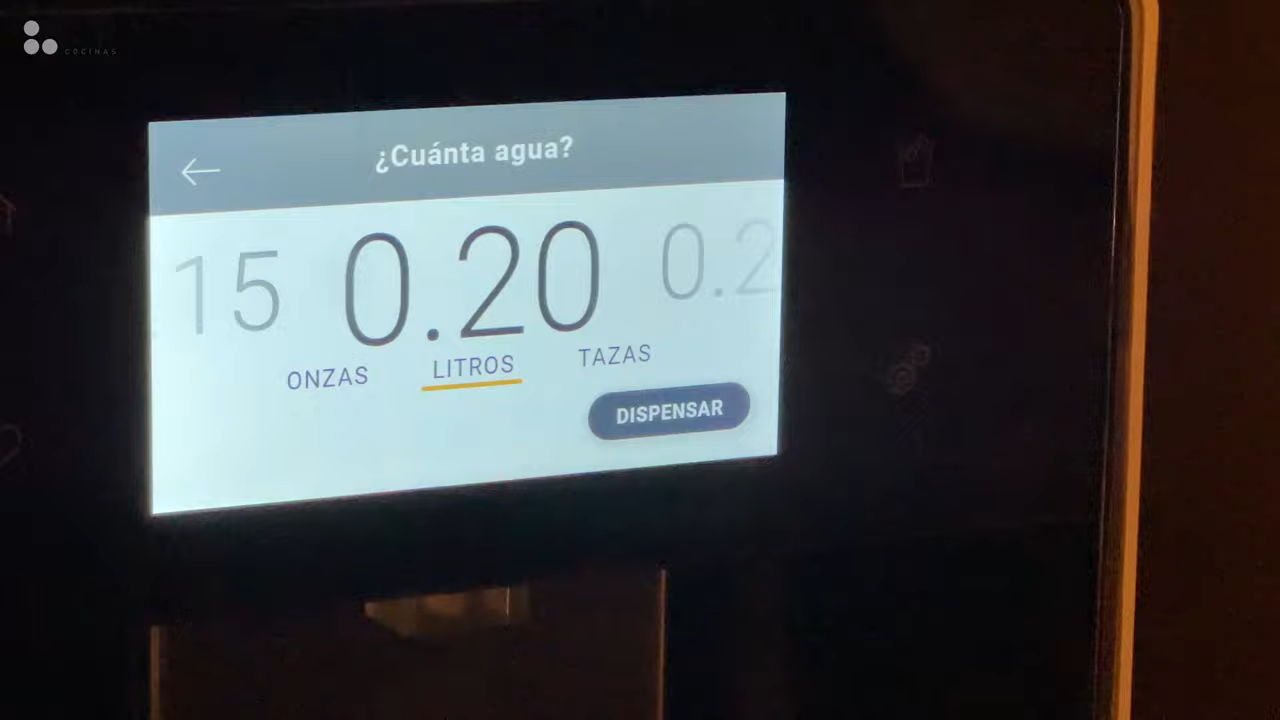 COCINAS
¿Cuánta agua?
.15 0.20 0.2
ONZAS LITROS TAZAS
DISPENSAR